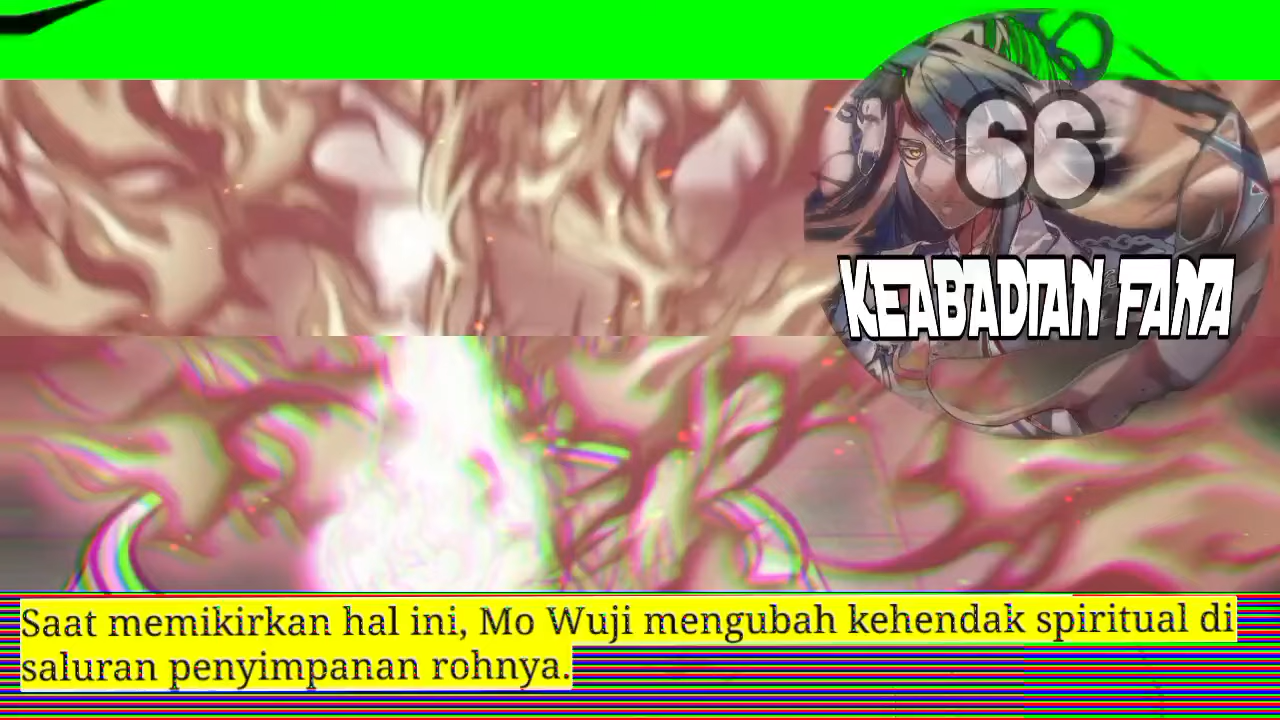 66
KEABADIAN FANA
Saat memikirkan hal ini, Mo Wuji mengubah kehendak spiritual di
saluran penyimpanan rohnya.